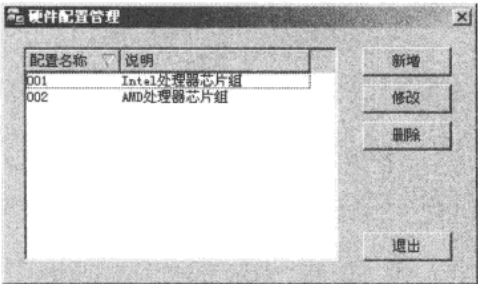 硬件配置管理
配置名称 说明
001 Intel处理器芯片组
002 AMD处理器芯片组
新增
修改
删除
退出